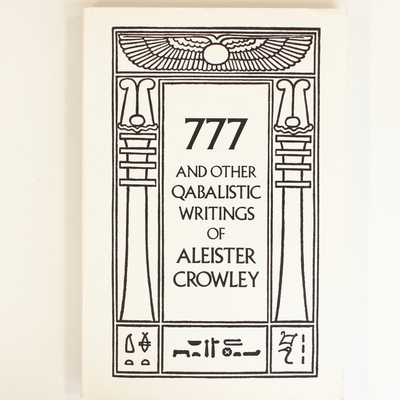 777
AND OTHER
QABALISTIC
WRITINGS
OF
ALEISTER
CROWLEY